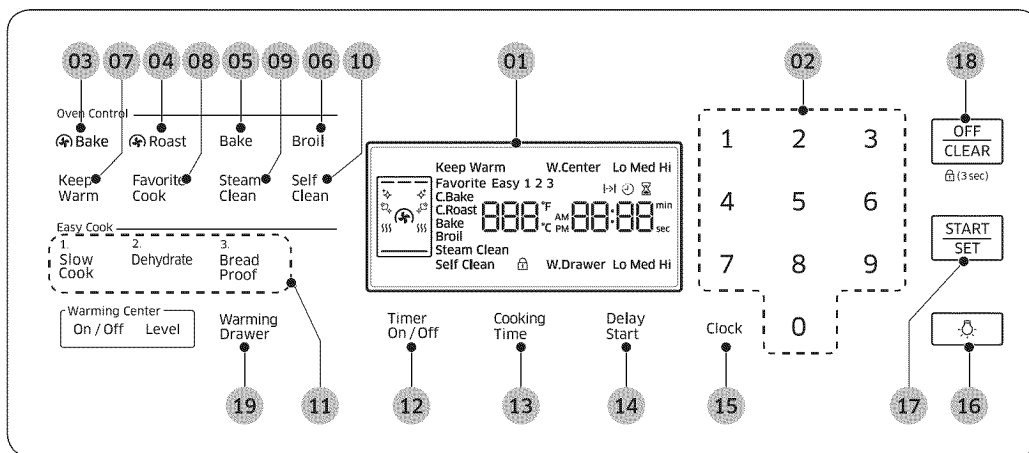 03 07 04 08 05 09 06 10 01 02 18
Oven Control
Bake Roast Bake Broil
Keep Warm
Favorite Cook
Steam Clean
Self Clean
Easy Cook
1. Slow Cook
2. Dehydrate
3. Bread Proof
Warming Center
On / Off Level
Warming Drawer
Keep Warm W.Center Lo Med Hi
Favorite Easy 1 2 3
C.Bake
C.Roast 888 °F AM 88:88 min
Bake °C PM sec
Broil
Steam Clean
Self Clean W.Drawer Lo Med Hi
Timer On / Off
Cooking Time
Delay Start
Clock
1 2 3
4 5 6
7 8 9
0
OFF
CLEAR
(3 sec)
START
SET
19 11 12 13 14 15 17 16